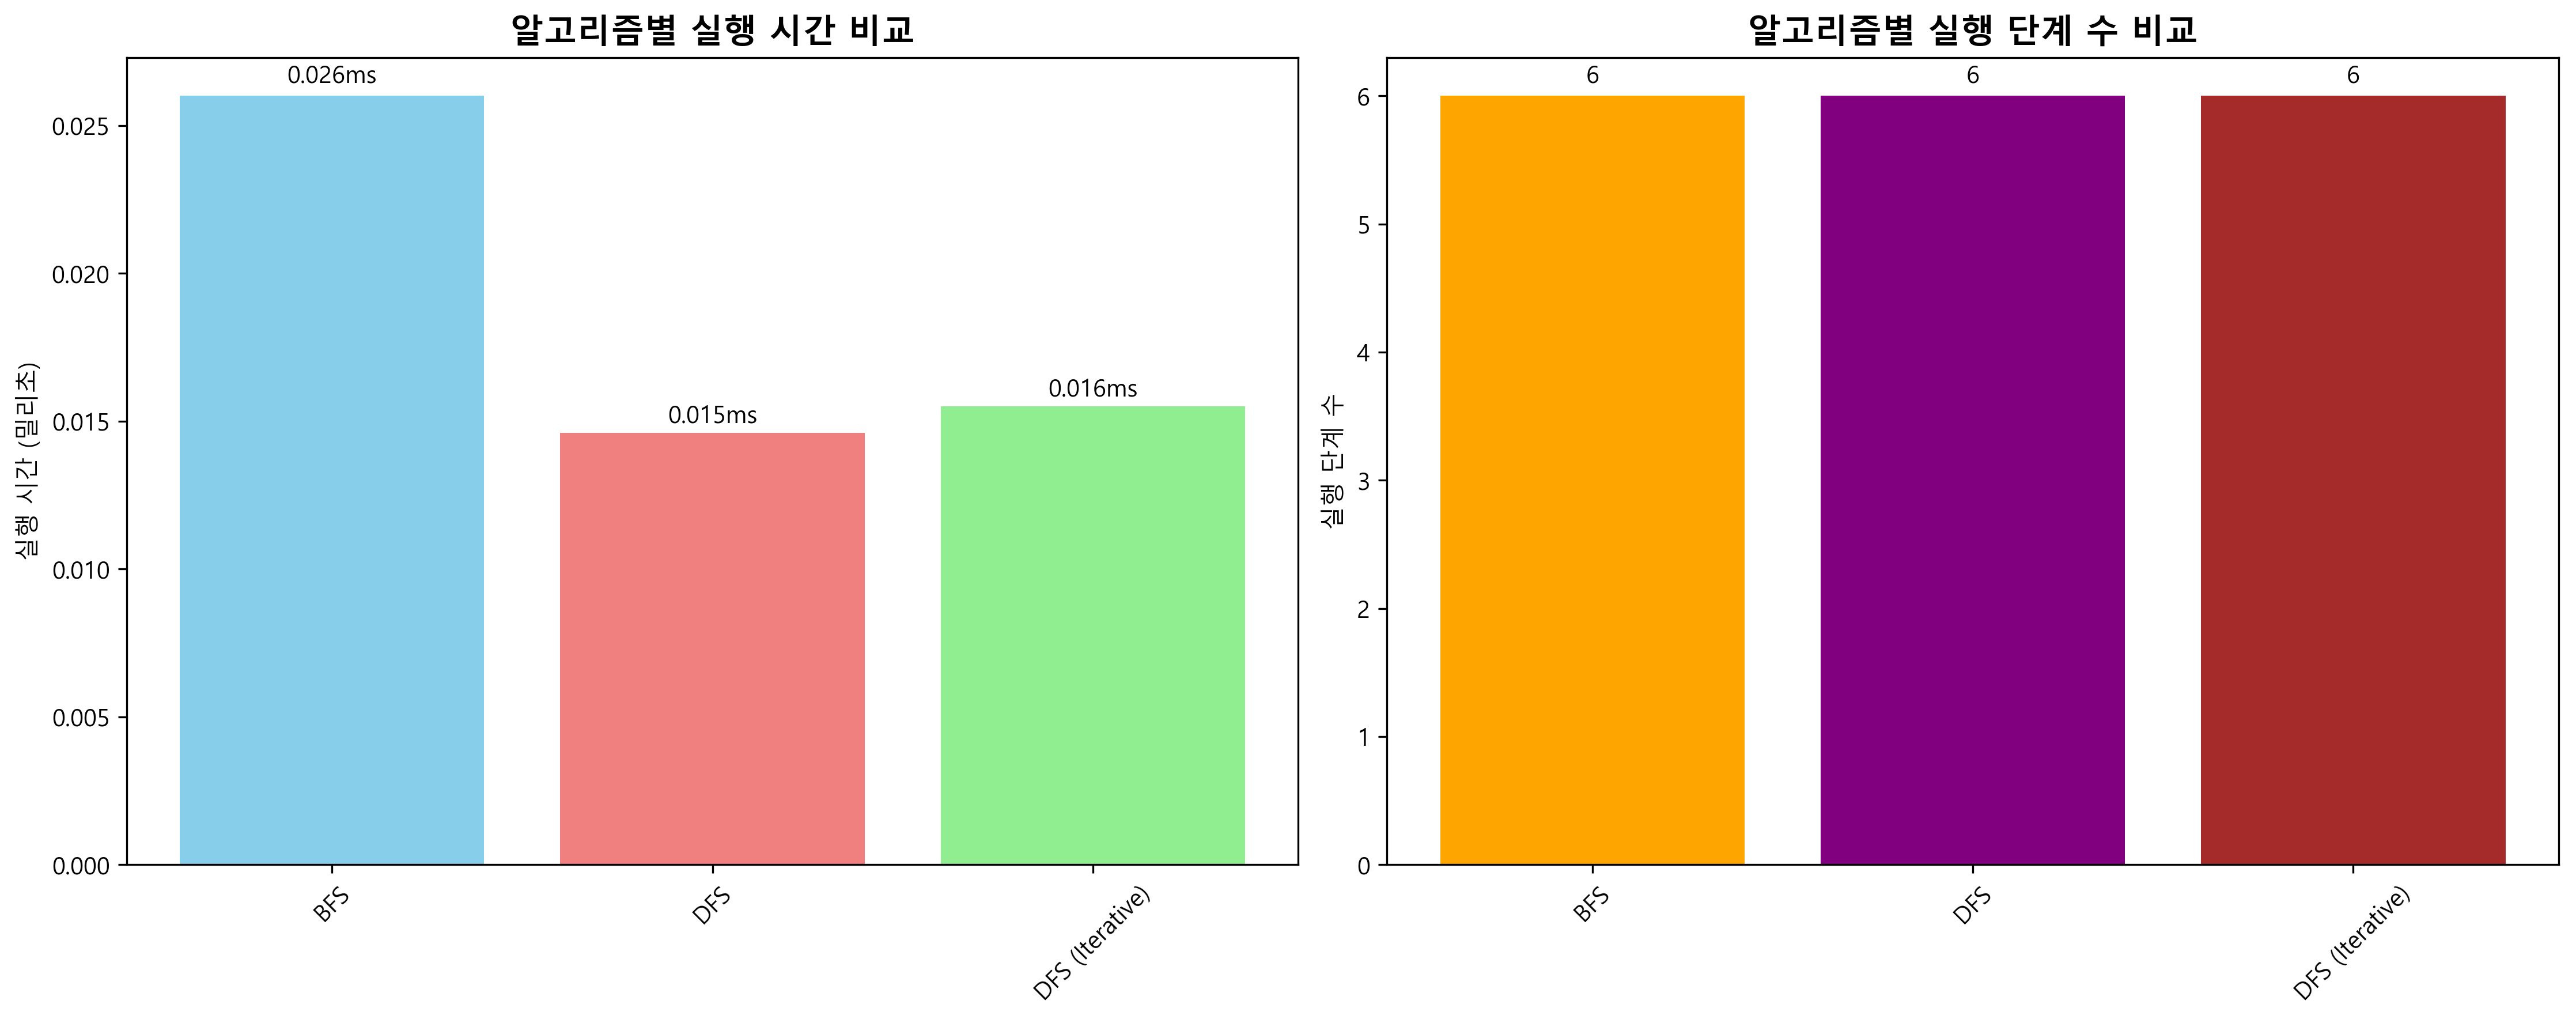 알고리즘별 실행 시간 비교
실행 시간 (밀리초)
0.025
0.020
0.015
0.010
0.005
0.000
0.026ms
0.015ms
0.016ms
BFS
DFS
DFS (Iterative)
알고리즘별 실행 단계 수 비교
실행 단계 수
6
5
4
3
2
1
0
6
6
6
BFS
DFS
DFS (Iterative)